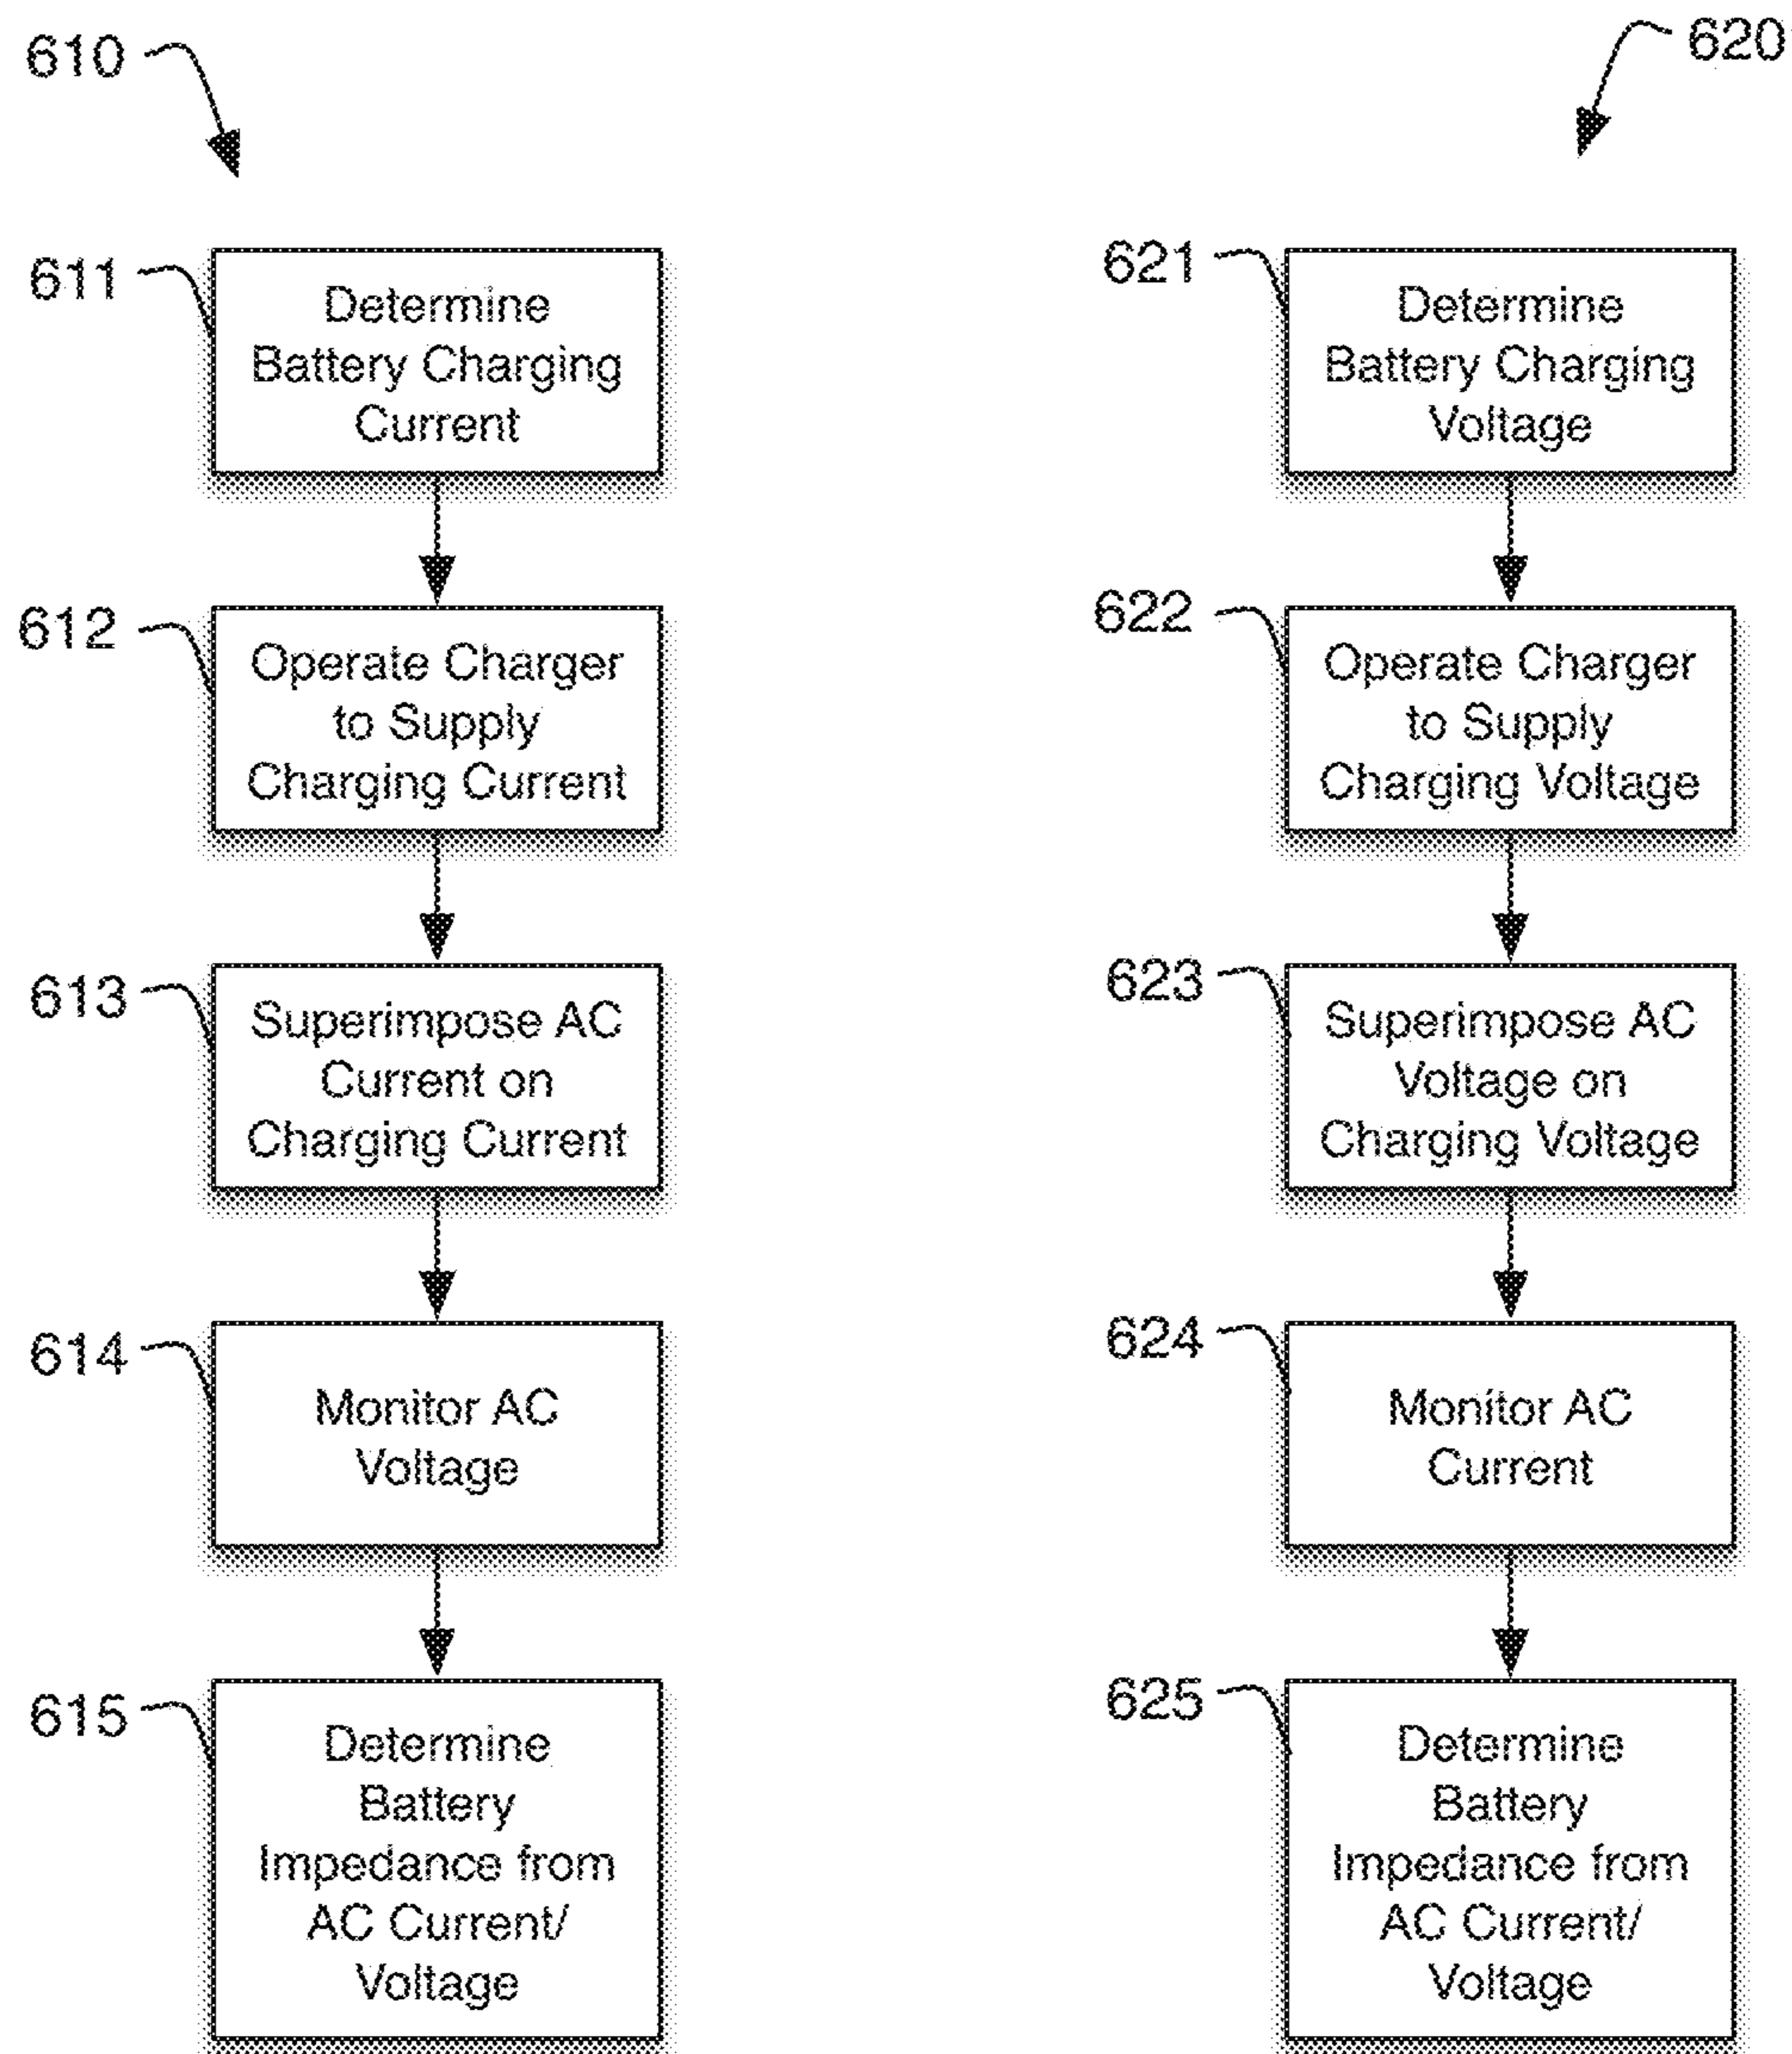 610
611
Determine
Battery Charging
Current
612
Operate Charger
to Supply
Charging Current
613
Superimpose AC
Current on
Charging Current
614
Monitor AC
Voltage
615
Determine
Battery
Impedance from
AC Current/
Voltage
620
621
Determine
Battery Charging
Voltage
622
Operate Charger
to Supply
Charging Voltage
623
Superimpose AC
Voltage on
Charging Voltage
624
Monitor AC
Current
625
Determine
Battery
Impedance from
AC Current/
Voltage